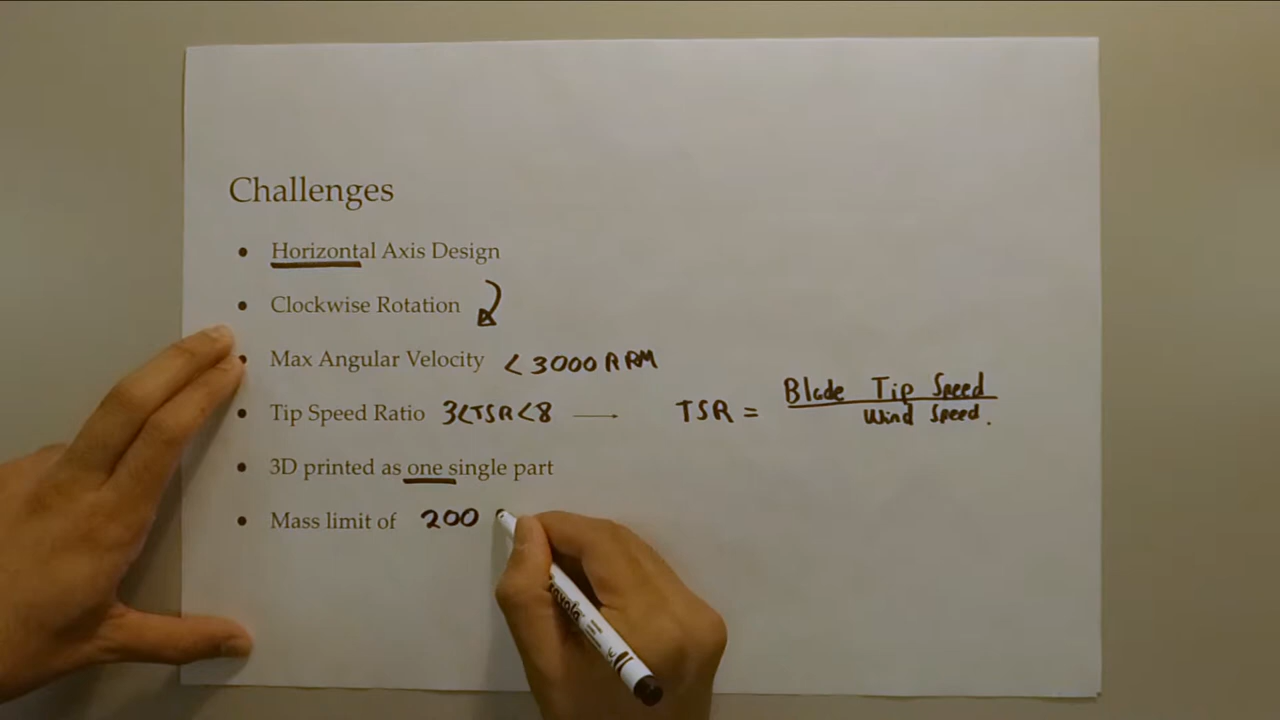 Challenges
• Horizontal Axis Design
• Clockwise Rotation
• Max Angular Velocity < 3000 RPM
• Tip Speed Ratio 3<TSR<8 → TSR = Blade Tip Speed
Wind Speed.
• 3D printed as one single part
• Mass limit of 200